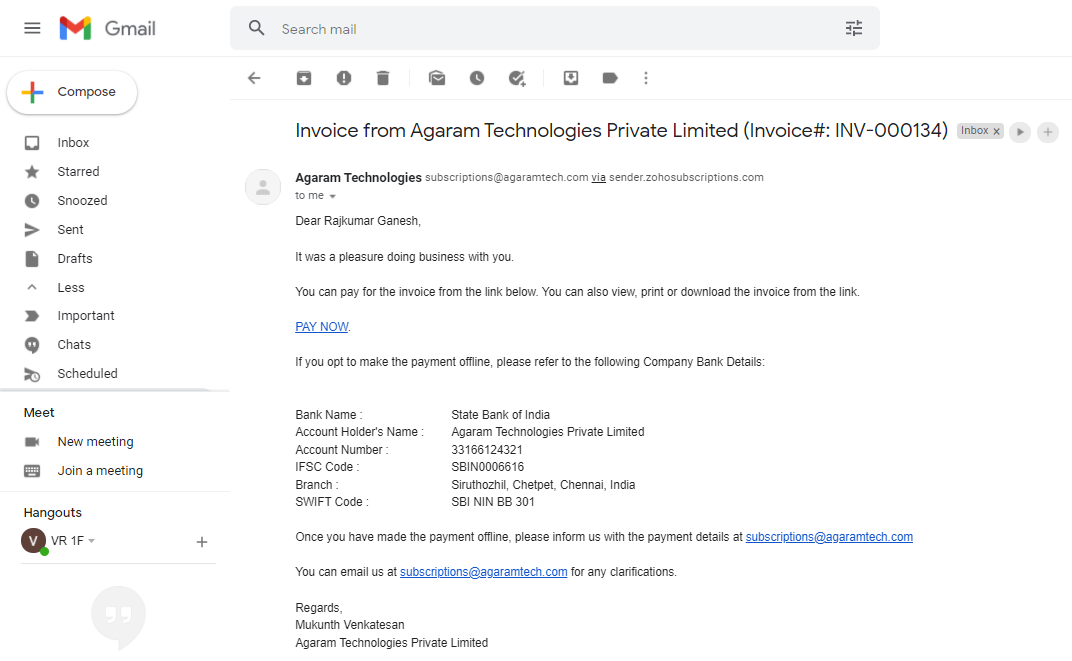 Gmail
Search mail
Compose
Inbox
Starred
Snoozed
Sent
Drafts
Less
Important
Chats
Scheduled
Meet
New meeting
Join a meeting
Hangouts
V VR 1F
Invoice from Agaram Technologies Private Limited (Invoice#: INV-000134) Inbox x
Agaram Technologies subscriptions@agaramtech.com via sender.zohosubscriptions.com
to me
Dear Rajkumar Ganesh,
It was a pleasure doing business with you.
You can pay for the invoice from the link below. You can also view, print or download the invoice from the link.
PAY NOW.
If you opt to make the payment offline, please refer to the following Company Bank Details:
Bank Name : State Bank of India
Account Holder's Name : Agaram Technologies Private Limited
Account Number : 33166124321
IFSC Code : SBIN0006616
Branch : Siruthozhil, Chetpet, Chennai, India
SWIFT Code : SBI NIN BB 301
Once you have made the payment offline, please inform us with the payment details at subscriptions@agaramtech.com
You can email us at subscriptions@agaramtech.com for any clarifications.
Regards,
Mukunth Venkatesan
Agaram Technologies Private Limited